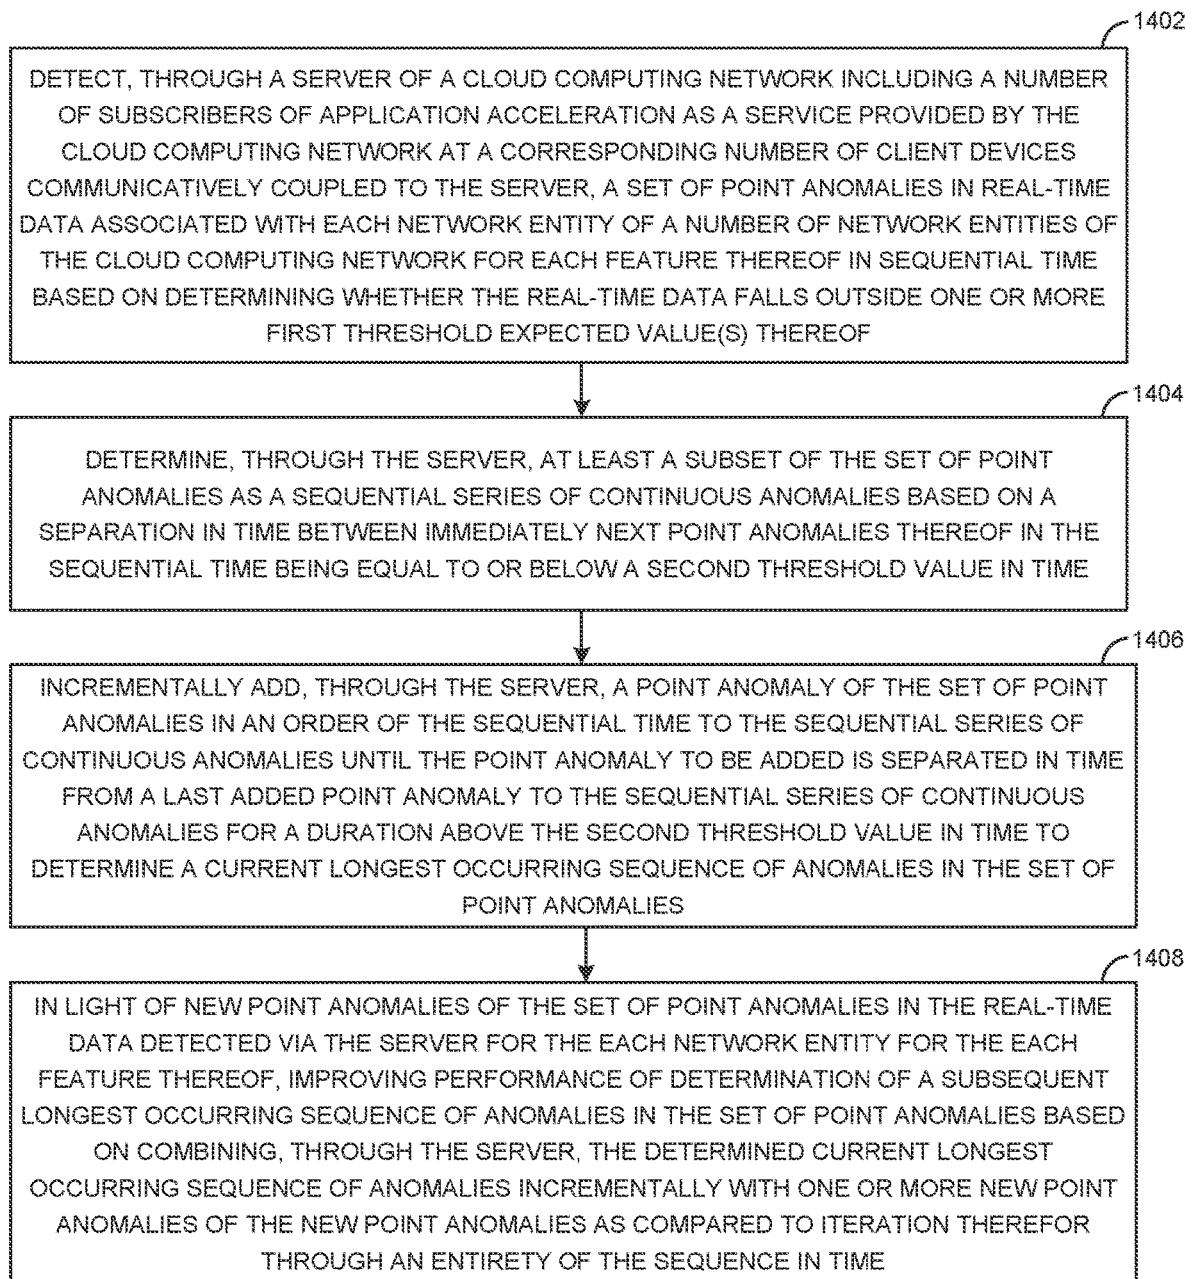 1402
DETECT, THROUGH A SERVER OF A CLOUD COMPUTING NETWORK INCLUDING A NUMBER
OF SUBSCRIBERS OF APPLICATION ACCELERATION AS A SERVICE PROVIDED BY THE
CLOUD COMPUTING NETWORK AT A CORRESPONDING NUMBER OF CLIENT DEVICES
COMMUNICATIVELY COUPLED TO THE SERVER, A SET OF POINT ANOMALIES IN REAL-TIME
DATA ASSOCIATED WITH EACH NETWORK ENTITY OF A NUMBER OF NETWORK ENTITIES OF
THE CLOUD COMPUTING NETWORK FOR EACH FEATURE THEREOF IN SEQUENTIAL TIME
BASED ON DETERMINING WHETHER THE REAL-TIME DATA FALLS OUTSIDE ONE OR MORE
FIRST THRESHOLD EXPECTED VALUE(S) THEREOF
1404
DETERMINE, THROUGH THE SERVER, AT LEAST A SUBSET OF THE SET OF POINT
ANOMALIES AS A SEQUENTIAL SERIES OF CONTINUOUS ANOMALIES BASED ON A
SEPARATION IN TIME BETWEEN IMMEDIATELY NEXT POINT ANOMALIES THEREOF IN THE
SEQUENTIAL TIME BEING EQUAL TO OR BELOW A SECOND THRESHOLD VALUE IN TIME
1406
INCREMENTALLY ADD, THROUGH THE SERVER, A POINT ANOMALY OF THE SET OF POINT
ANOMALIES IN AN ORDER OF THE SEQUENTIAL TIME TO THE SEQUENTIAL SERIES OF
CONTINUOUS ANOMALIES UNTIL THE POINT ANOMALY TO BE ADDED IS SEPARATED IN TIME
FROM A LAST ADDED POINT ANOMALY TO THE SEQUENTIAL SERIES OF CONTINUOUS
ANOMALIES FOR A DURATION ABOVE THE SECOND THRESHOLD VALUE IN TIME TO
DETERMINE A CURRENT LONGEST OCCURRING SEQUENCE OF ANOMALIES IN THE SET OF
POINT ANOMALIES
1408
IN LIGHT OF NEW POINT ANOMALIES OF THE SET OF POINT ANOMALIES IN THE REAL-TIME
DATA DETECTED VIA THE SERVER FOR THE EACH NETWORK ENTITY FOR THE EACH
FEATURE THEREOF, IMPROVING PERFORMANCE OF DETERMINATION OF A SUBSEQUENT
LONGEST OCCURRING SEQUENCE OF ANOMALIES IN THE SET OF POINT ANOMALIES BASED
ON COMBINING, THROUGH THE SERVER, THE DETERMINED CURRENT LONGEST
OCCURRING SEQUENCE OF ANOMALIES INCREMENTALLY WITH ONE OR MORE NEW POINT
ANOMALIES OF THE NEW POINT ANOMALIES AS COMPARED TO ITERATION THEREFOR
THROUGH AN ENTIRETY OF THE SEQUENCE IN TIME